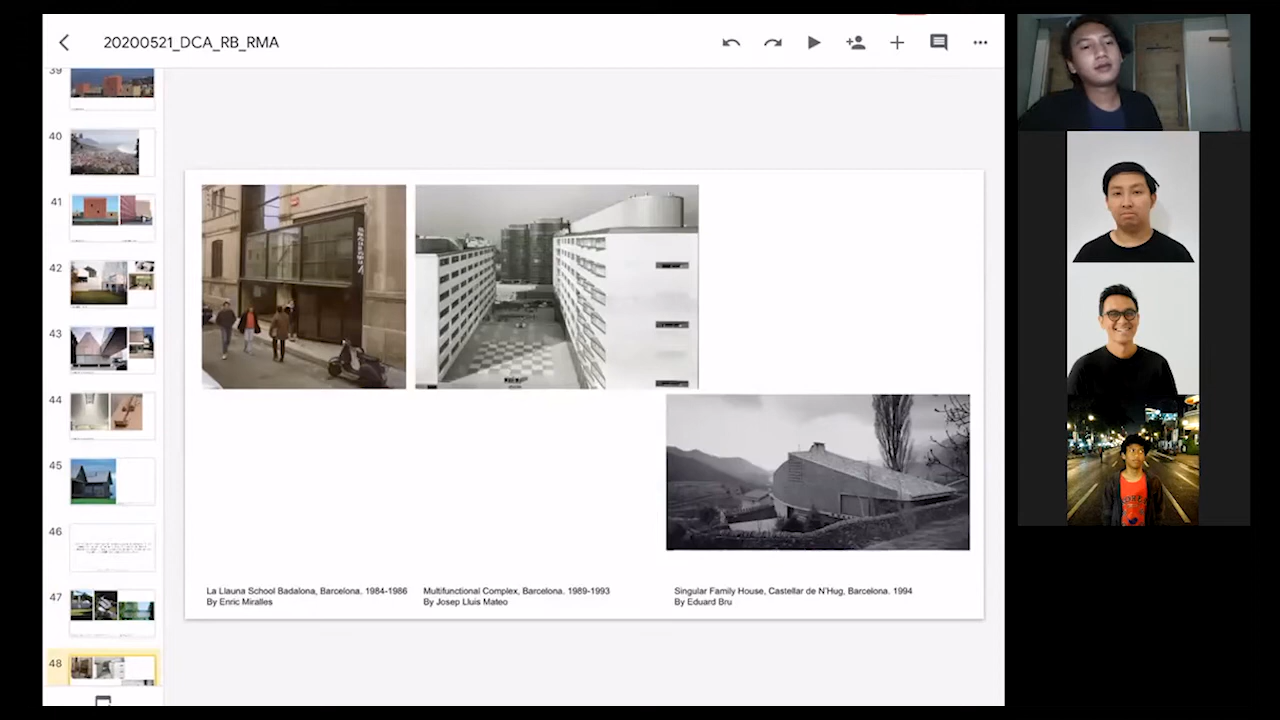 20200521_DCA_RB_RMA
39
40
41
42
43
44
45
46
47
48
La Llauna School Badalona, Barcelona. 1984-1986
By Enric Miralles
Multifunctional Complex, Barcelona. 1989-1993
By Josep Lluis Mateo
Singular Family House, Castellar de N'Hug, Barcelona. 1994
By Eduard Bru